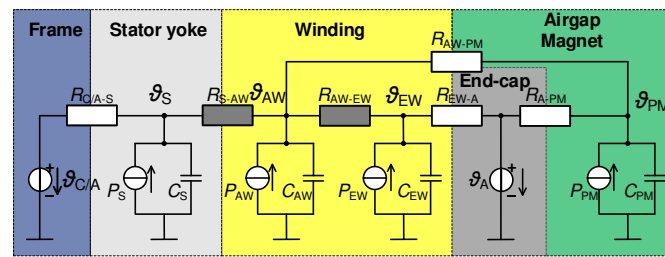 Frame
Stator yoke
Winding
Airgap
Magnet
R_AW-PM
End-cap
R_C/A-S
ϑ_S
R_S-AW
ϑ_AW
R_AW-EW
ϑ_EW
R_EW-A
R_A-PM
ϑ_PM
+
−
ϑ_C/A
P_S
C_S
P_AW
C_AW
P_EW
C_EW
ϑ_A
+
−
P_PM
C_PM